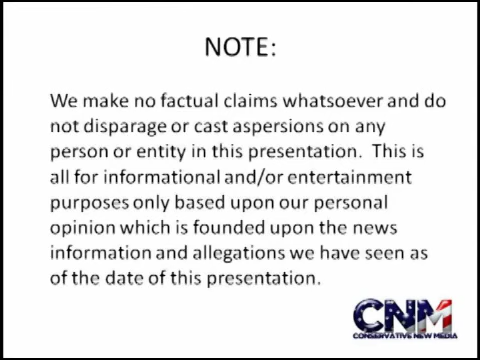 NOTE:
We make no factual claims whatsoever and do
not disparage or cast aspersions on any
person or entity in this presentation.  This is
all for informational and/or entertainment
purposes only based upon our personal
opinion which is founded upon the news
information and allegations we have seen as
of the date of this presentation.
CNM
CONSERVATIVE NEW MEDIA